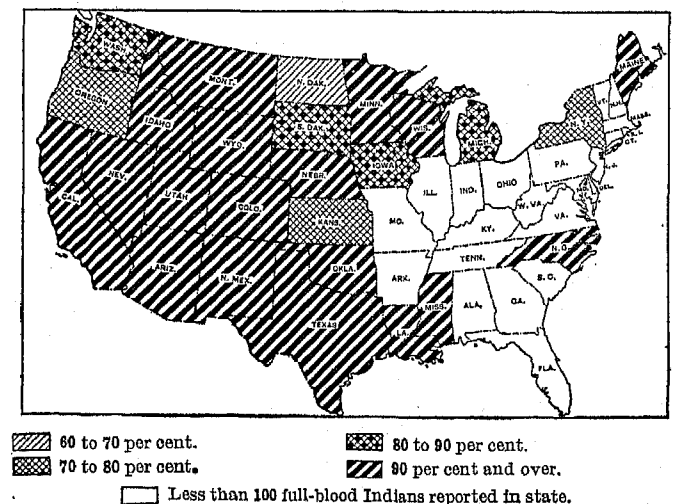 WASH.
MONT.
N. DAK.
MINN.
MAINE
OREGON
IDAHO
S. DAK.
WIS.
MICH.
N. Y.
VT.
N.H.
MASS.
R. I.
CT.
WYO.
IOWA
NEBR.
PA.
N.J.
NEV.
UTAH
COLO.
ILL.
IND.
OHIO
DEL.
CAL.
KANS.
MO.
W. VA.
VA.
KY.
ARIZ.
N. MEX.
OKLA.
ARK.
TENN.
N. C.
S. C.
TEXAS
LA.
MISS.
ALA.
GA.
FLA.
60 to 70 per cent.
80 to 90 per cent.
70 to 80 per cent.
90 per cent and over.
Less than 100 full-blood Indians reported in state.